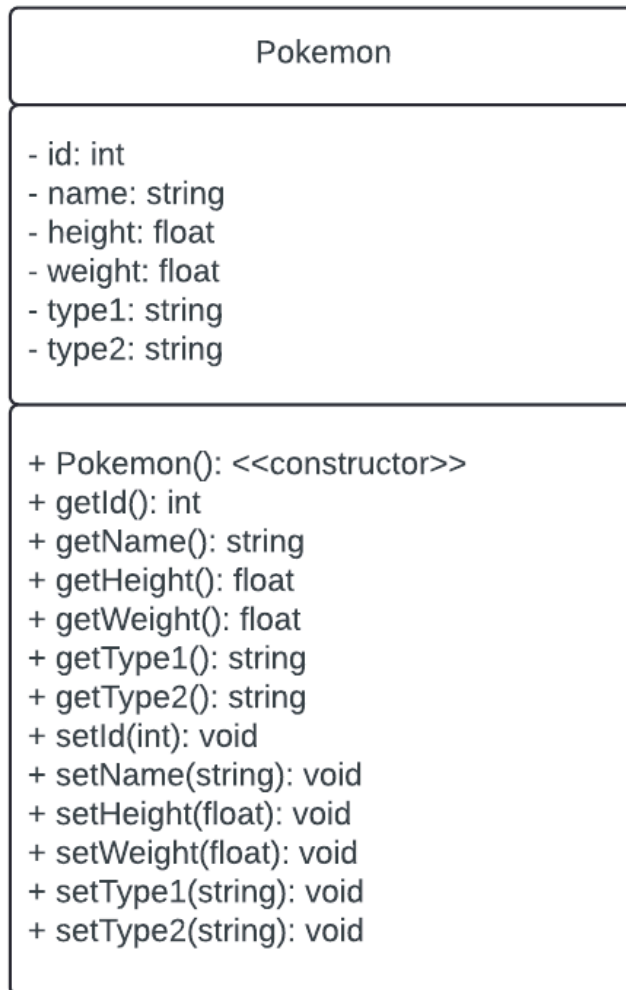 Pokemon
- id: int
- name: string
- height: float
- weight: float
- type1: string
- type2: string
+ Pokemon(): <<constructor>>
+ getId(): int
+ getName(): string
+ getHeight(): float
+ getWeight(): float
+ getType1(): string
+ getType2(): string
+ setId(int): void
+ setName(string): void
+ setHeight(float): void
+ setWeight(float): void
+ setType1(string): void
+ setType2(string): void